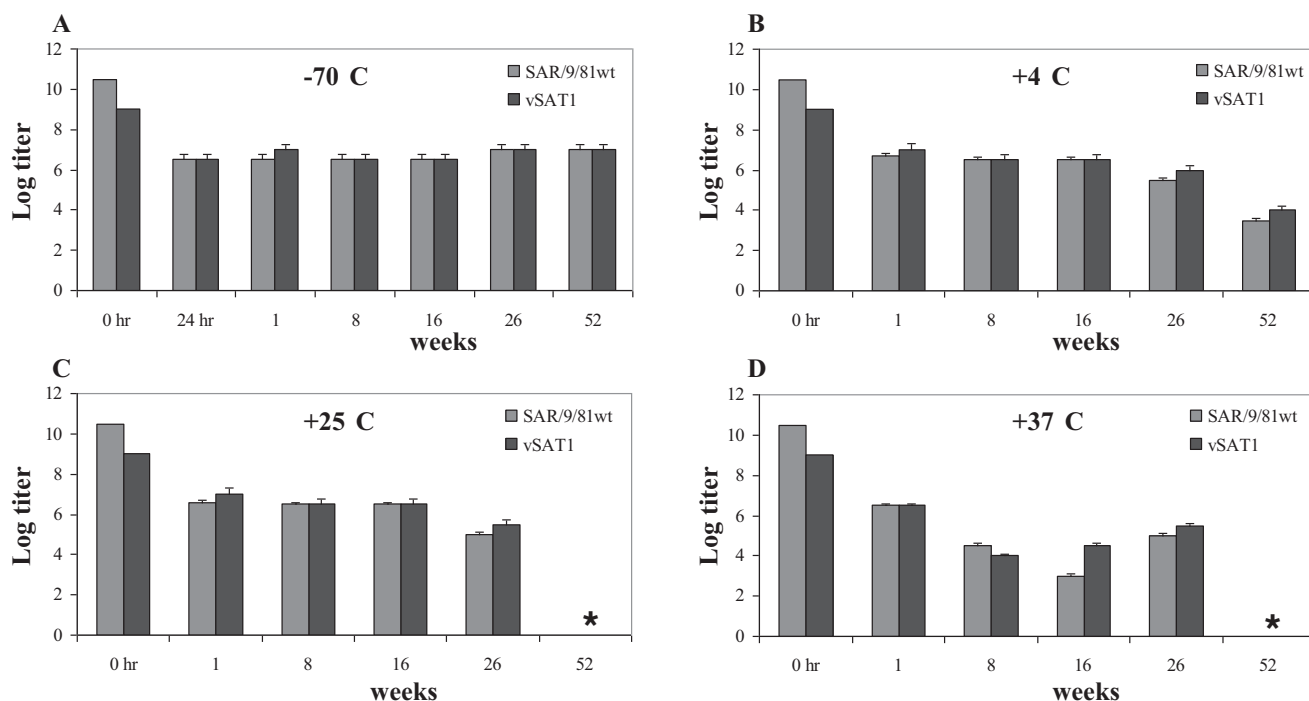 A
-70 C
SAR/9/81wt
vSAT1
Log titer
12
10
8
6
4
2
0
0 hr 24 hr 1 8 16 26 52
weeks
B
+4 C
SAR/9/81wt
vSAT1
Log titer
12
10
8
6
4
2
0
0 hr 1 8 16 26 52
weeks
C
+25 C
SAR/9/81wt
vSAT1
Log titer
12
10
8
6
4
2
0
*
0 hr 1 8 16 26 52
weeks
D
+37 C
SAR/9/81wt
vSAT1
Log titer
12
10
8
6
4
2
0
*
0 hr 1 8 16 26 52
weeks